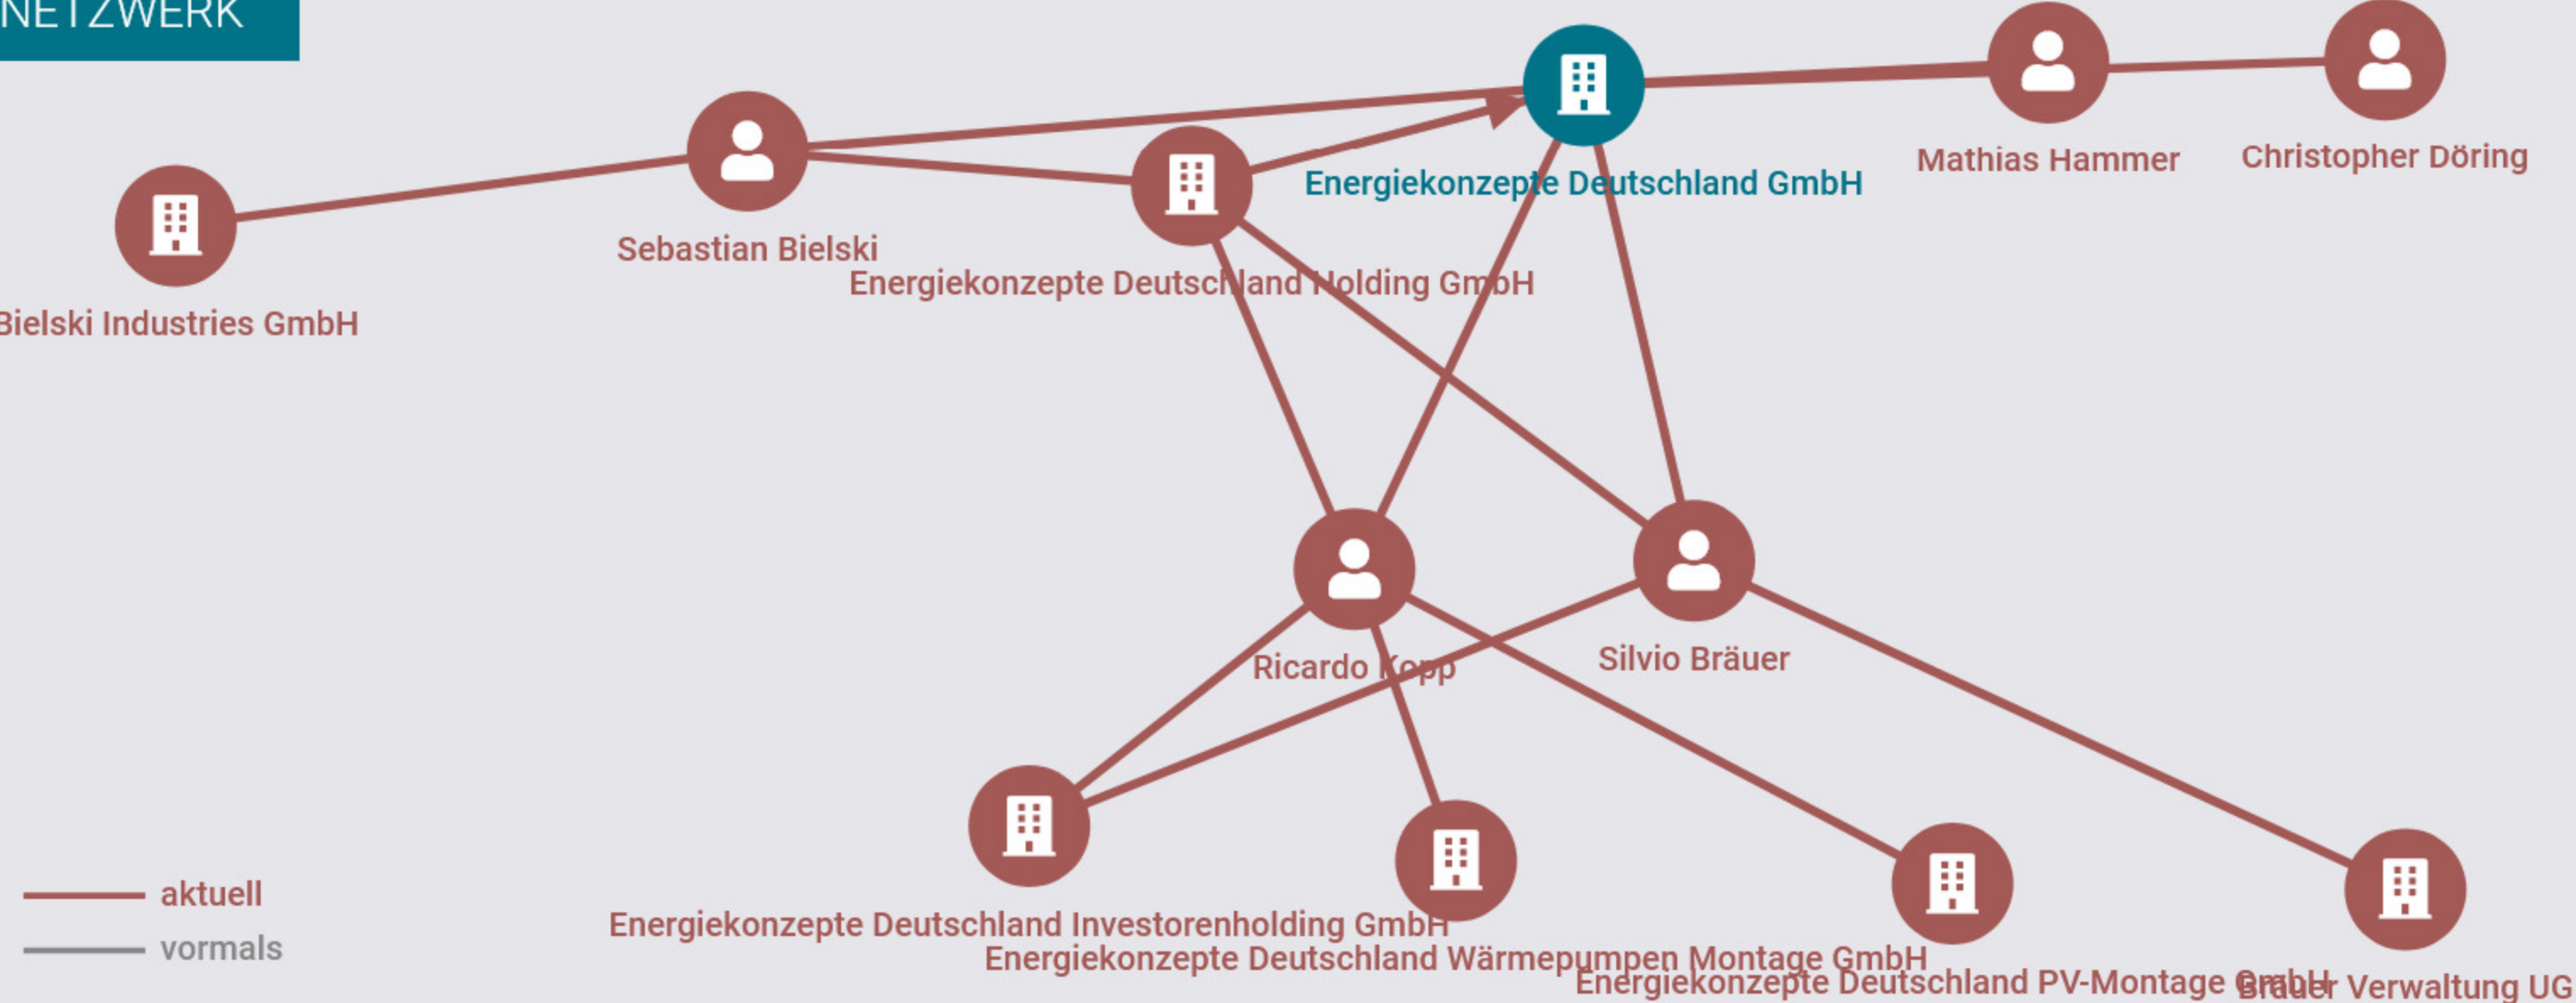 NETZWERK
Mathias Hammer
Christopher Döring
Energiekonzepte Deutschland GmbH
Sebastian Bielski
Energiekonzepte Deutschland Holding GmbH
Bielski Industries GmbH
Ricardo Kopp
Silvio Bräuer
aktuell
vormals
Energiekonzepte Deutschland Investorenholding GmbH
Energiekonzepte Deutschland Wärmepumpen Montage GmbH
Energiekonzepte Deutschland PV-Montage GmbH
Bräuer Verwaltung UG